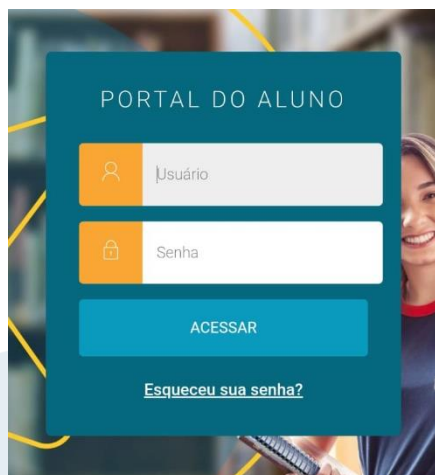 PORTAL DO ALUNO
Usuário
Senha
ACESSAR
Esqueceu sua senha?